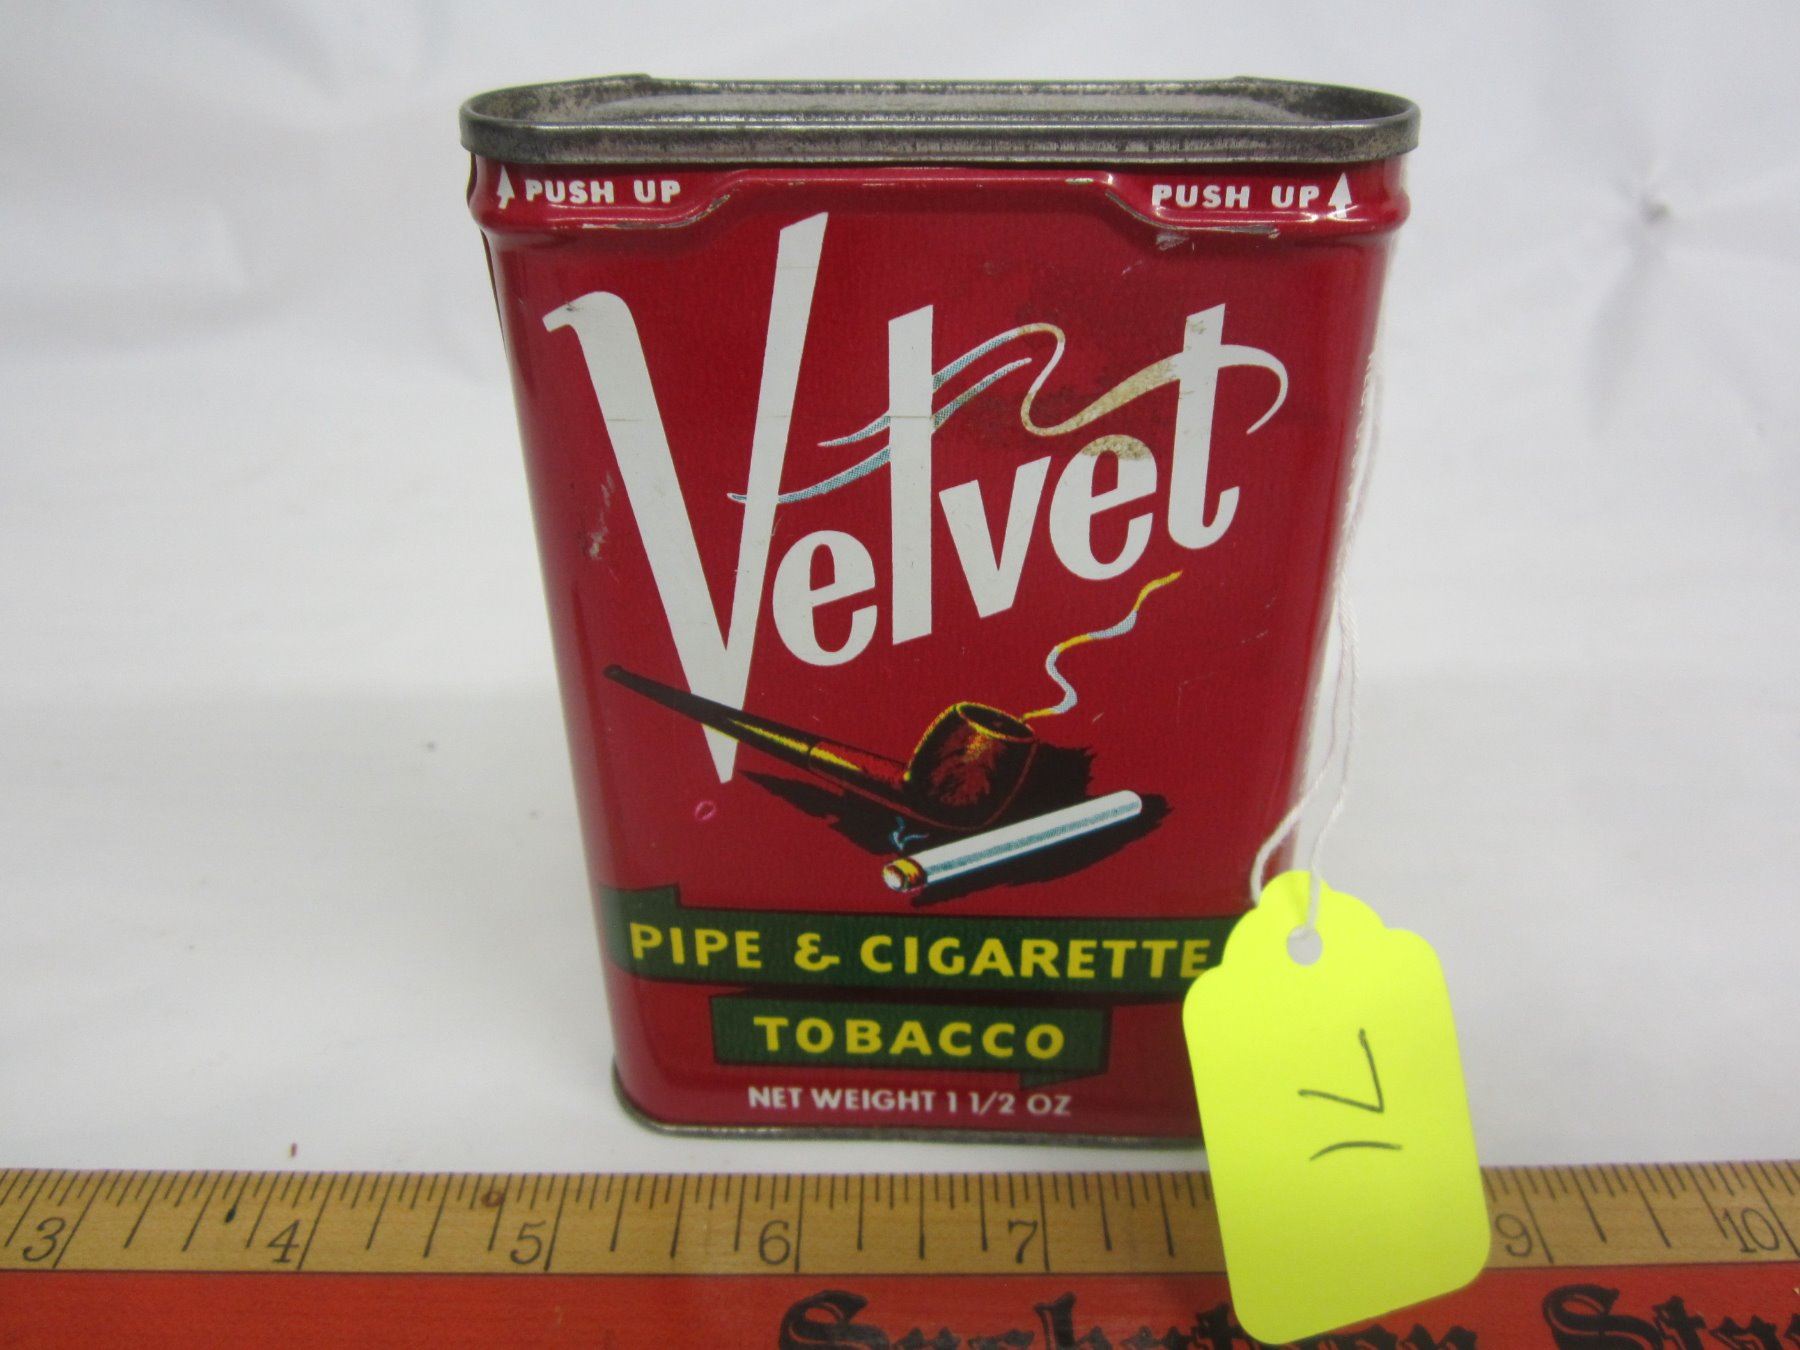 PUSH UP PUSH UP
Velvet
PIPE & CIGARETTE
TOBACCO
NET WEIGHT 1 1/2 OZ
71
3 4 5 6 7 9 10